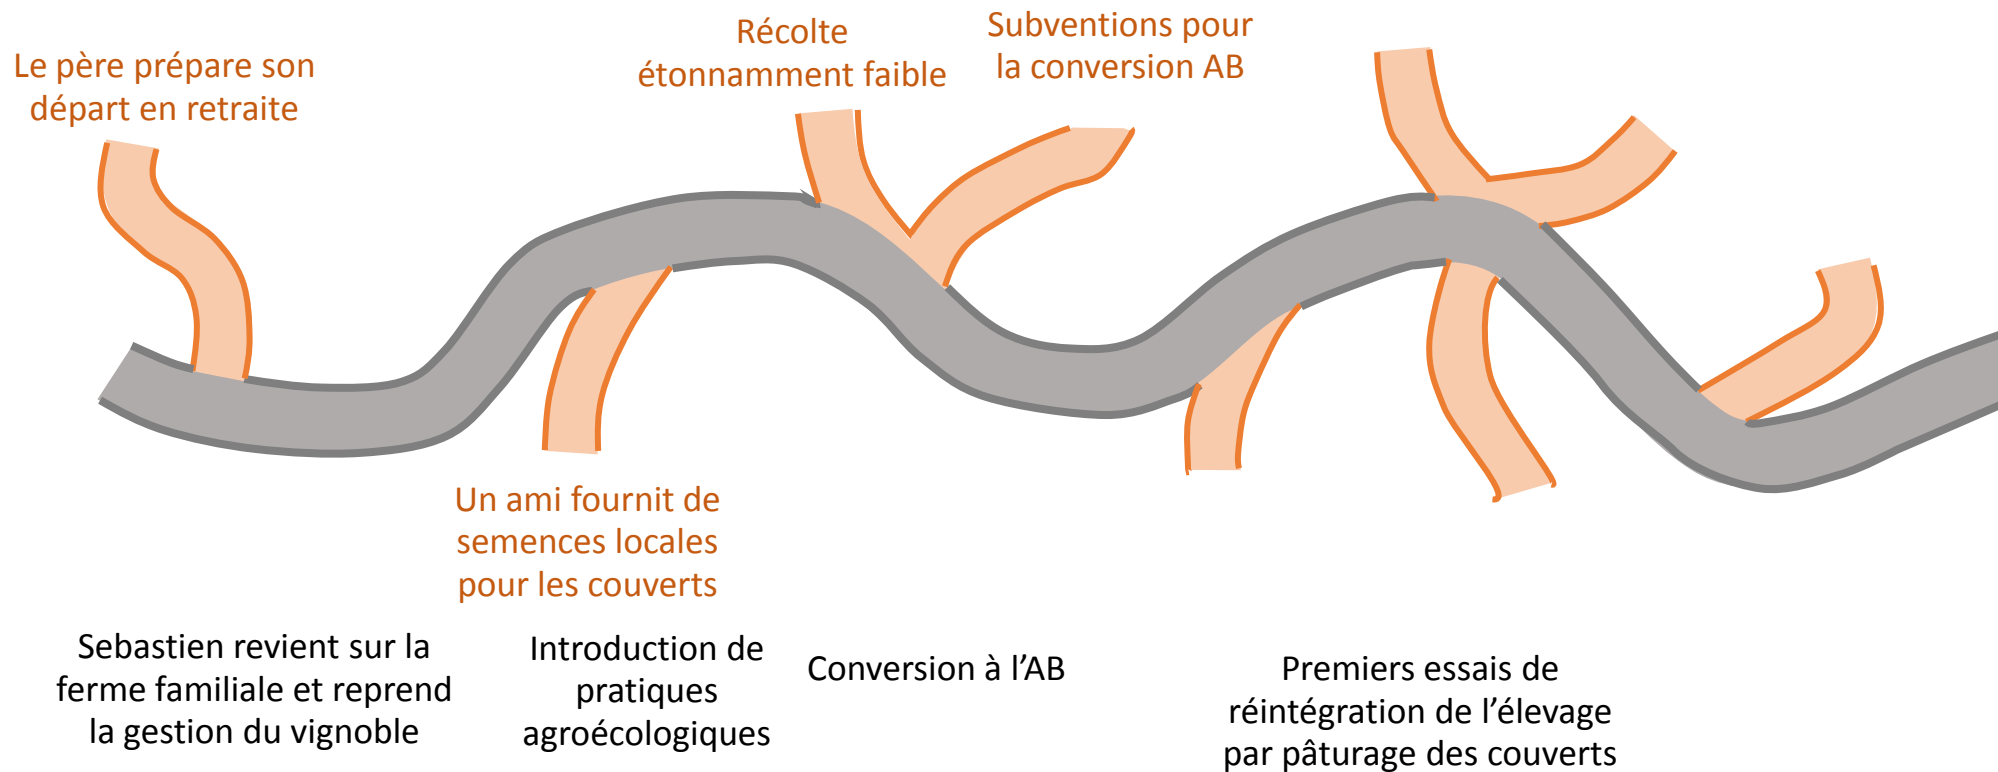 Le père prépare son
départ en retraite
Récolte
étonnamment faible
Subventions pour
la conversion AB
Un ami fournit de
semences locales
pour les couverts
Sebastien revient sur la
ferme familiale et reprend
la gestion du vignoble
Introduction de
pratiques
agroécologiques
Conversion à l’AB
Premiers essais de
réintégration de l’élevage
par pâturage des couverts